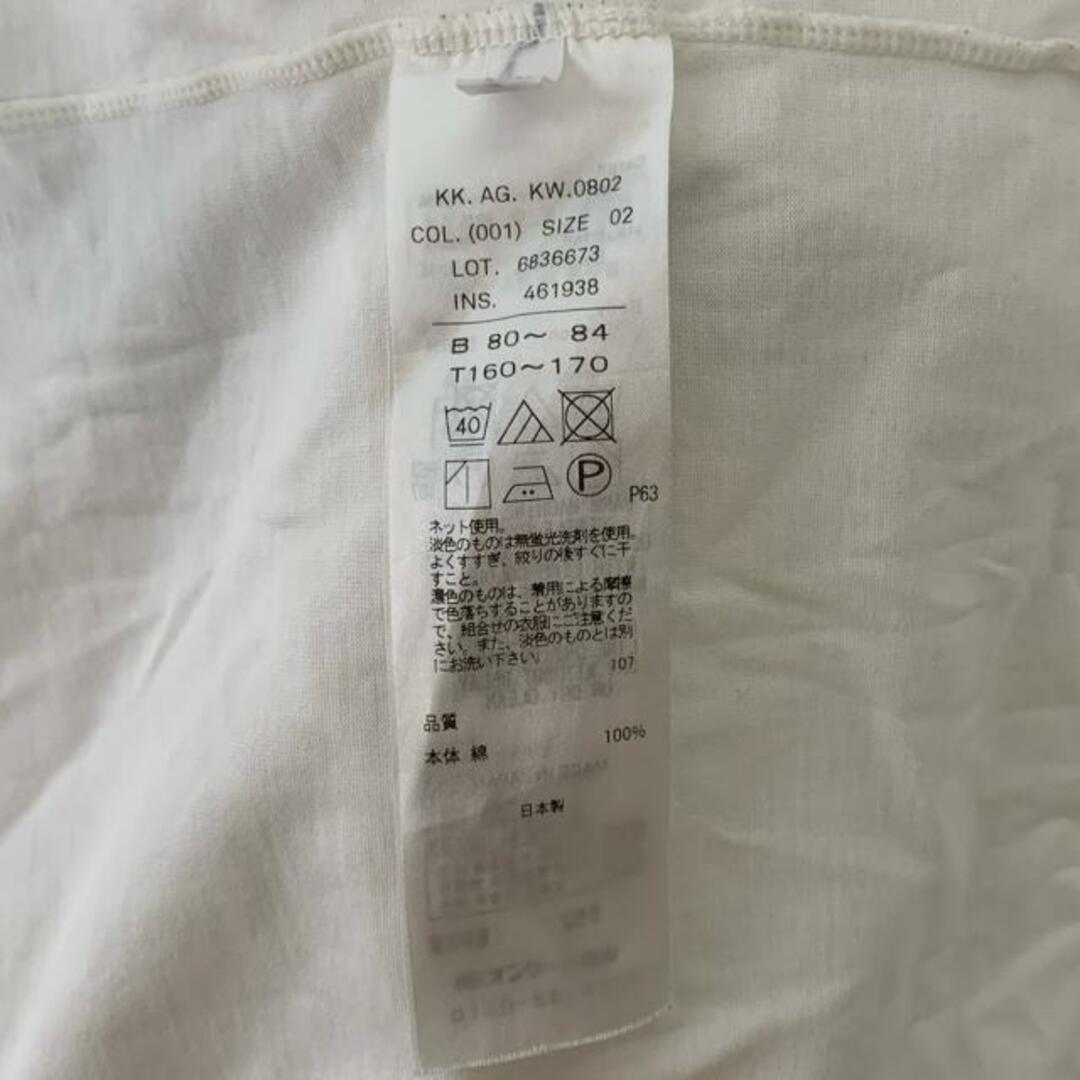 KK. AG. KW.0802
COL. (001) SIZE 02
LOT. 6836673
INS. 461938
B 80〜 84
T160〜170
40
P
P63
ネット使用。
淡色のものは無蛍光洗剤を使用。
よくすすぎ、絞りの後すぐに干
すこと。
濃色のものは、着用による摩擦
で色落ちすることがありますの
で、組合せの衣服にご注意くだ
さい。また、淡色のものとは別
にお洗い下さい。
107
品質
本体 綿 100%
日本製